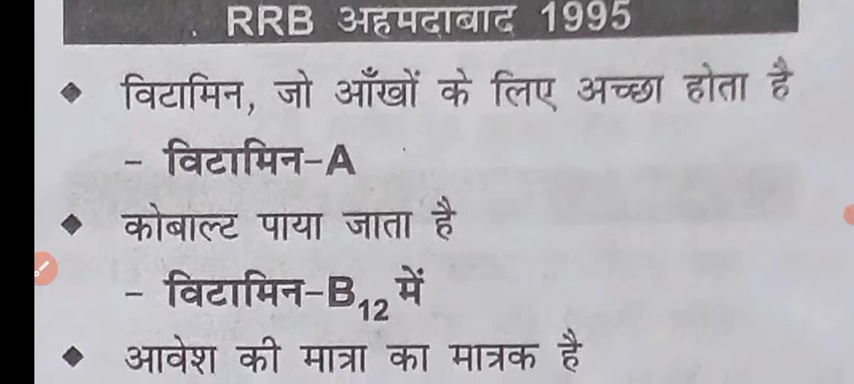 RRB अहमदाबाद 1995
◆ विटामिन, जो आँखों के लिए अच्छा होता है
– विटामिन–A
◆ कोबाल्ट पाया जाता है
– विटामिन–B₁₂ में
◆ आवेश की मात्रा का मात्रक है